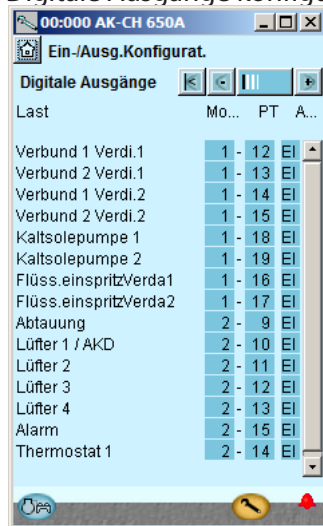 00:000 AK-CH 650A
Ein-/Ausg.Konfigurat.
Digitale Ausgänge
Last Mo... PT A...
Verbund 1 Verdi.1 1 - 12 EI
Verbund 2 Verdi.1 1 - 13 EI
Verbund 1 Verdi.2 1 - 14 EI
Verbund 2 Verdi.2 1 - 15 EI
Kaltsolepumpe 1 1 - 18 EI
Kaltsolepumpe 2 1 - 19 EI
Flüss.einspritzVerda1 1 - 16 EI
Flüss.einspritzVerda2 1 - 17 EI
Abtauung 2 - 9 EI
Lüfter 1 / AKD 2 - 10 EI
Lüfter 2 2 - 11 EI
Lüfter 3 2 - 12 EI
Lüfter 4 2 - 13 EI
Alarm 2 - 15 EI
Thermostat 1 2 - 14 EI